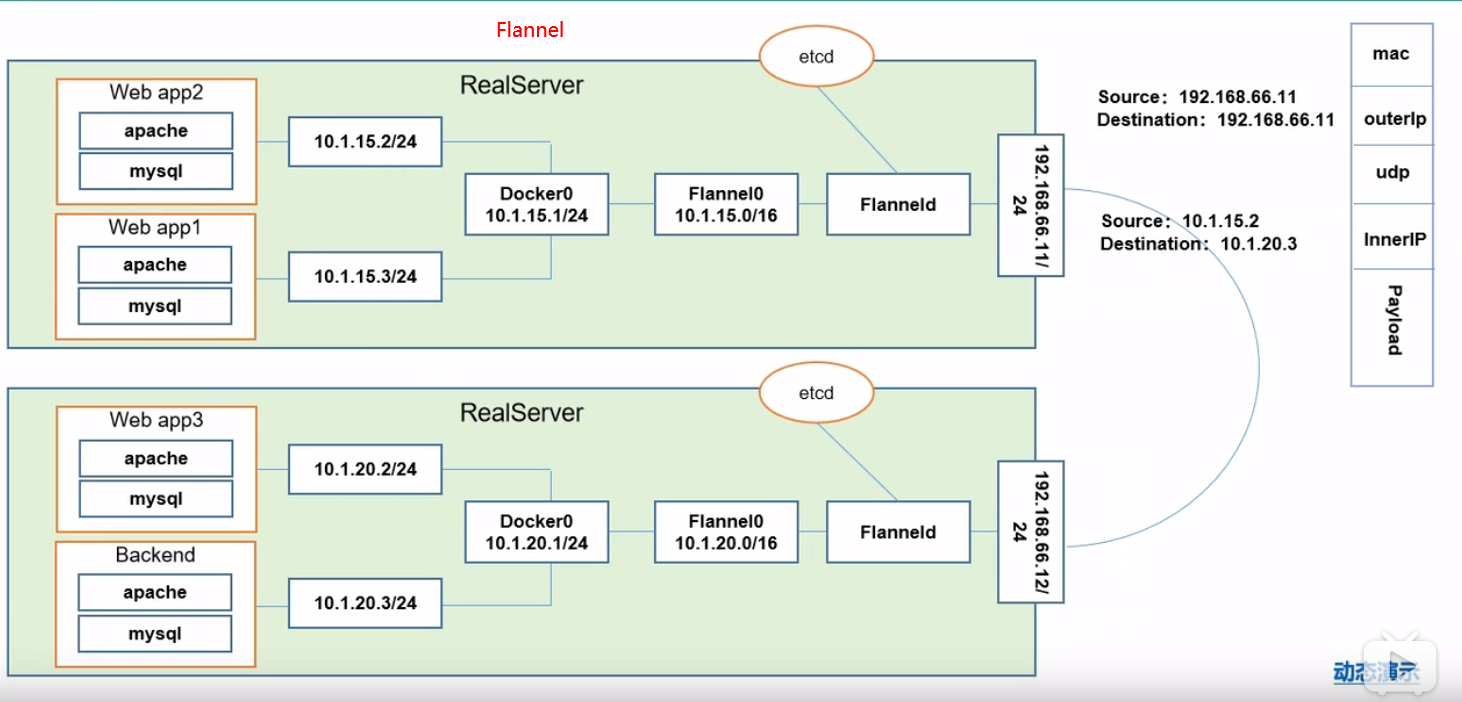 Flannel
etcd
RealServer
Web app2
apache
mysql
10.1.15.2/24
Web app1
apache
mysql
10.1.15.3/24
Docker0
10.1.15.1/24
Flannel0
10.1.15.0/16
Flanneld
192.168.66.11/
24
Source：192.168.66.11
Destination：192.168.66.11
Source：10.1.15.2
Destination：10.1.20.3
mac
outerIp
udp
InnerIP
Payload
etcd
RealServer
Web app3
apache
mysql
10.1.20.2/24
Backend
apache
mysql
10.1.20.3/24
Docker0
10.1.20.1/24
Flannel0
10.1.20.0/16
Flanneld
192.168.66.12/
24
动态演示